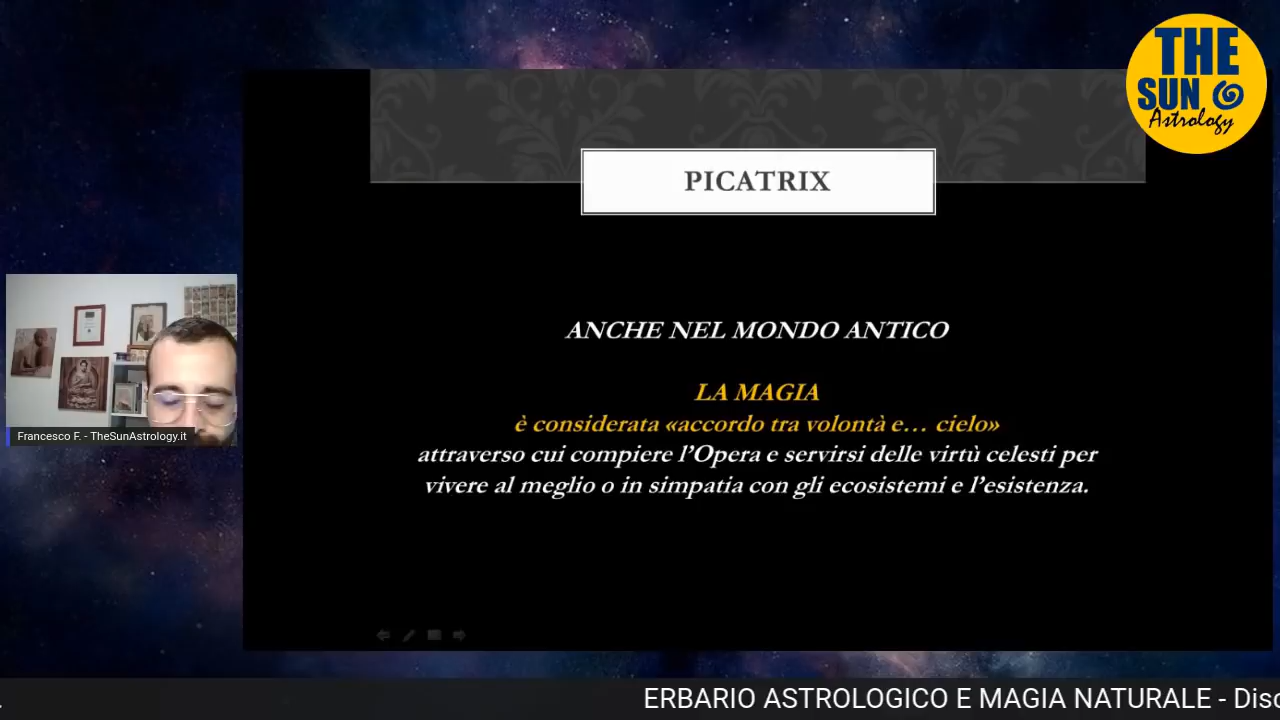 THE
SUN
Astrology
PICATRIX
ANCHE NEL MONDO ANTICO
LA MAGIA
è considerata «accordo tra volontà e… cielo»
attraverso cui compiere l’Opera e servirsi delle virtù celesti per
vivere al meglio o in simpatia con gli ecosistemi e l’esistenza.
Francesco F. - TheSunAstrology.it
. ERBARIO ASTROLOGICO E MAGIA NATURALE - Disc